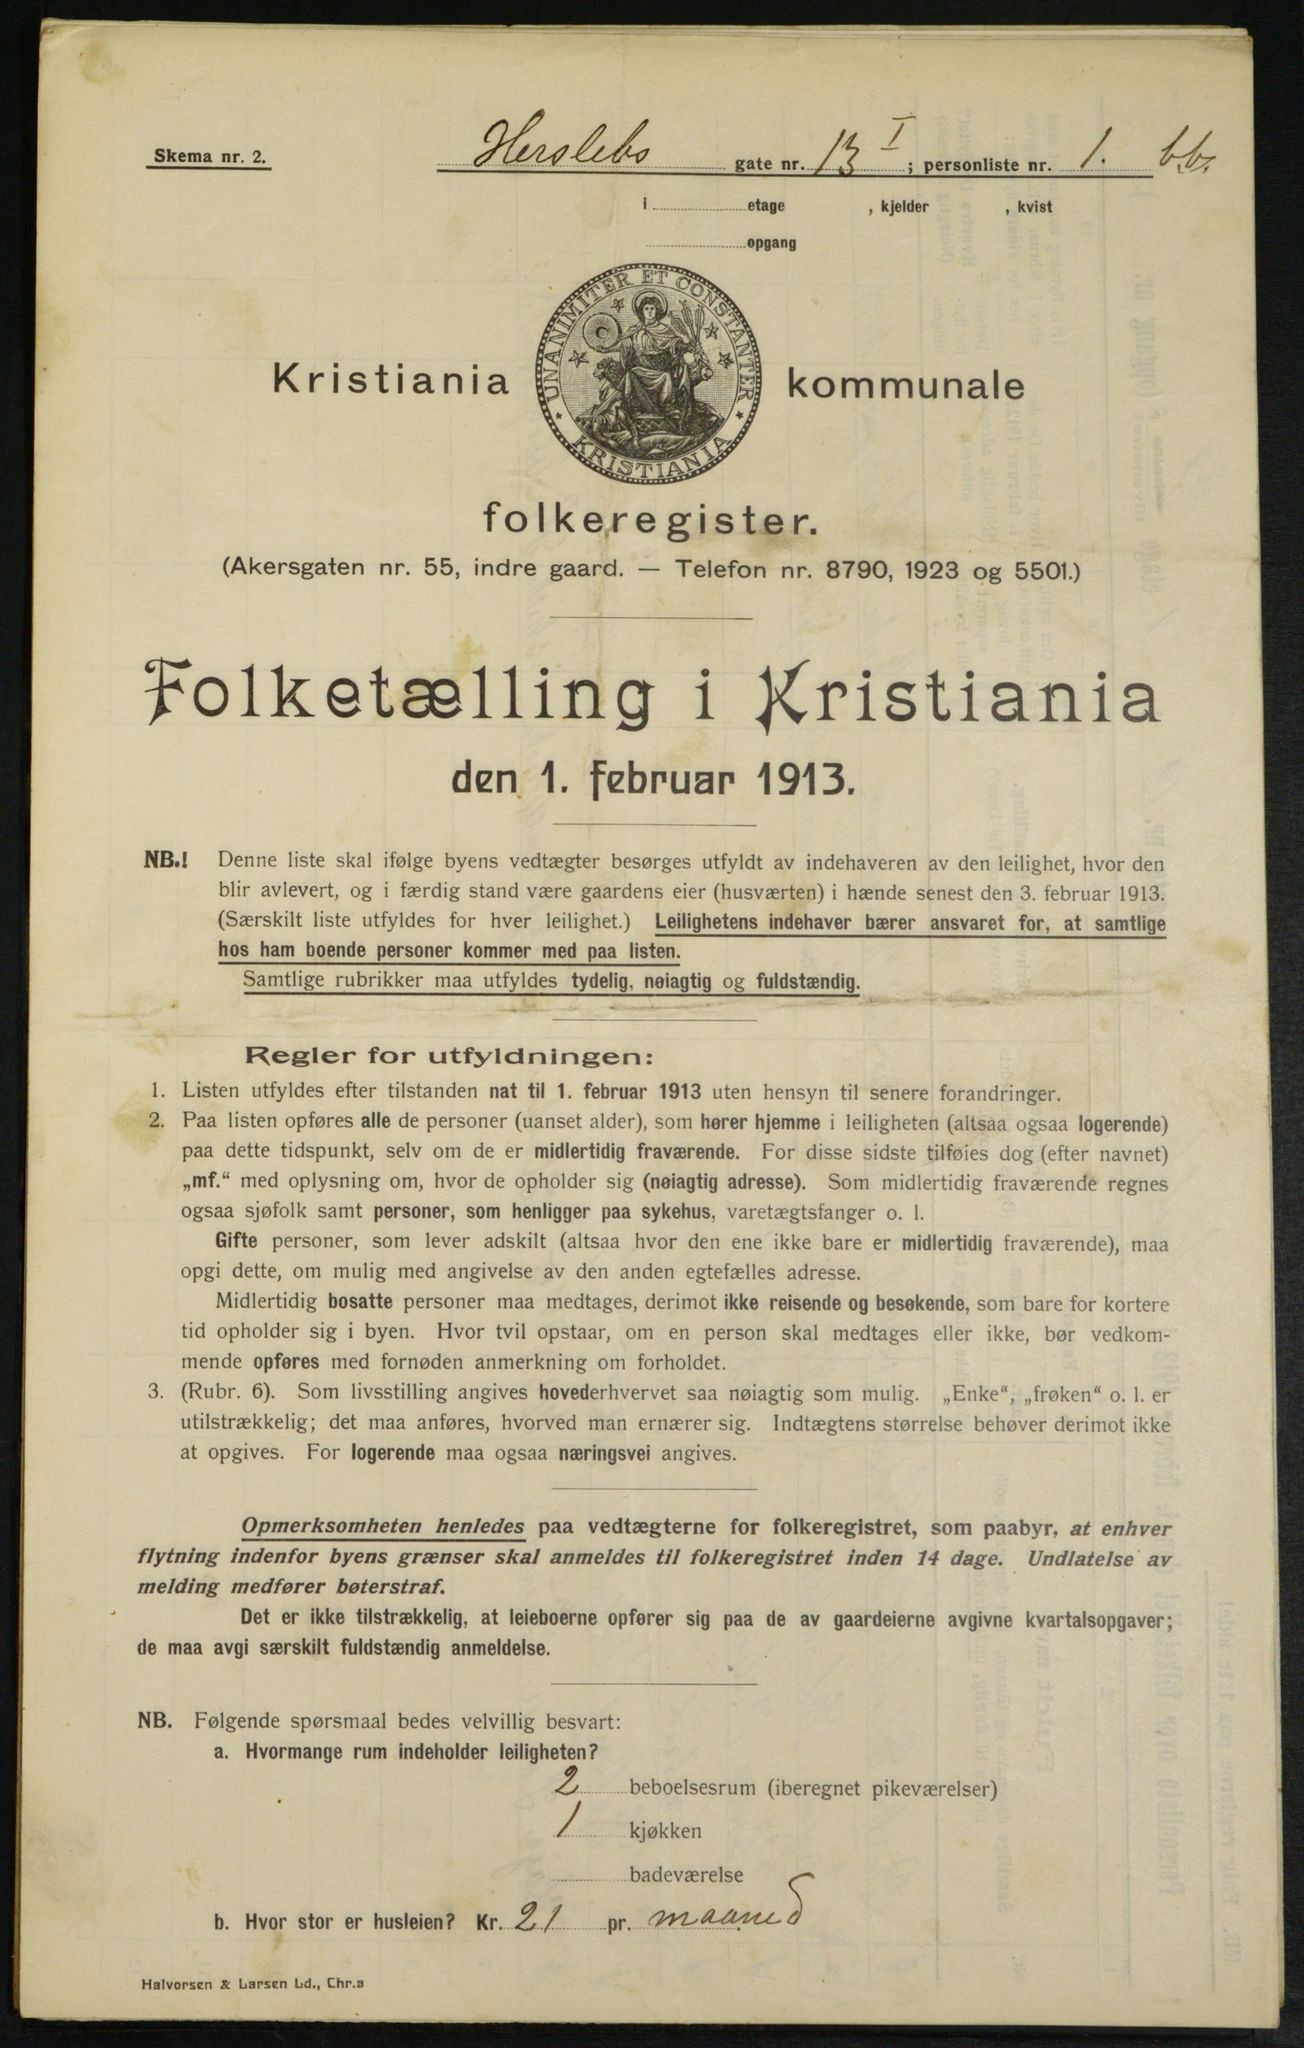 Skema nr. 2.
Herslebs gate nr. 13 I; personliste nr. 1. bb.
i etage , kjelder , kvist
opgang
UNANIMITER ET CONSTANTER
KRISTIANIA
Kristiania kommunale
folkeregister.
(Akersgaten nr. 55, indre gaard. — Telefon nr. 8790, 1923 og 5501.)
Folketælling i Kristiania
den 1. februar 1913.
NB.! Denne liste skal ifølge byens vedtægter besørges utfyldt av indehaveren av den leilighet, hvor den
blir avlevert, og i færdig stand være gaardens eier (husværten) i hænde senest den 3. februar 1913.
(Særskilt liste utfyldes for hver leilighet.) Leilighetens indehaver bærer ansvaret for, at samtlige
hos ham boende personer kommer med paa listen.
Samtlige rubrikker maa utfyldes tydelig, nøiagtig og fuldstændig.
Regler for utfyldningen:
1. Listen utfyldes efter tilstanden nat til 1. februar 1913 uten hensyn til senere forandringer.
2. Paa listen opføres alle de personer (uanset alder), som hører hjemme i leiligheten (altsaa ogsaa logerende)
paa dette tidspunkt, selv om de er midlertidig fraværende. For disse sidste tilføies dog (efter navnet)
„mf.“ med oplysning om, hvor de opholder sig (nøiagtig adresse). Som midlertidig fraværende regnes
ogsaa sjøfolk samt personer, som henligger paa sykehus, varetægtsfanger o. l.
Gifte personer, som lever adskilt (altsaa hvor den ene ikke bare er midlertidig fraværende), maa
opgi dette, om mulig med angivelse av den anden egtefælles adresse.
Midlertidig bosatte personer maa medtages, derimot ikke reisende og besøkende, som bare for kortere
tid opholder sig i byen. Hvor tvil opstaar, om en person skal medtages eller ikke, bør vedkom-
mende opføres med fornøden anmerkning om forholdet.
3. (Rubr. 6). Som livsstilling angives hovederhvervet saa nøiagtig som mulig. „Enke“, „frøken“ o. l. er
utilstrækkelig; det maa anføres, hvorved man ernærer sig. Indtægtens størrelse behøver derimot ikke
at opgives. For logerende maa ogsaa næringsvei angives.
Opmerksomheten henledes paa vedtægterne for folkeregistret, som paabyr, at enhver
flytning indenfor byens grænser skal anmeldes til folkeregistret inden 14 dage. Undlatelse av
melding medfører bøterstraf.
Det er ikke tilstrækkelig, at leieboerne opfører sig paa de av gaardeierne avgivne kvartalsopgaver;
de maa avgi særskilt fuldstændig anmeldelse.
NB. Følgende spørsmaal bedes velvillig besvart:
a. Hvormange rum indeholder leiligheten?
2 beboelsesrum (iberegnet pikeværelser)
1 kjøkken
badeværelse
b. Hvor stor er husleien? Kr. 21 pr. maaned
Halvorsen & Larsen Ld., Chr.a